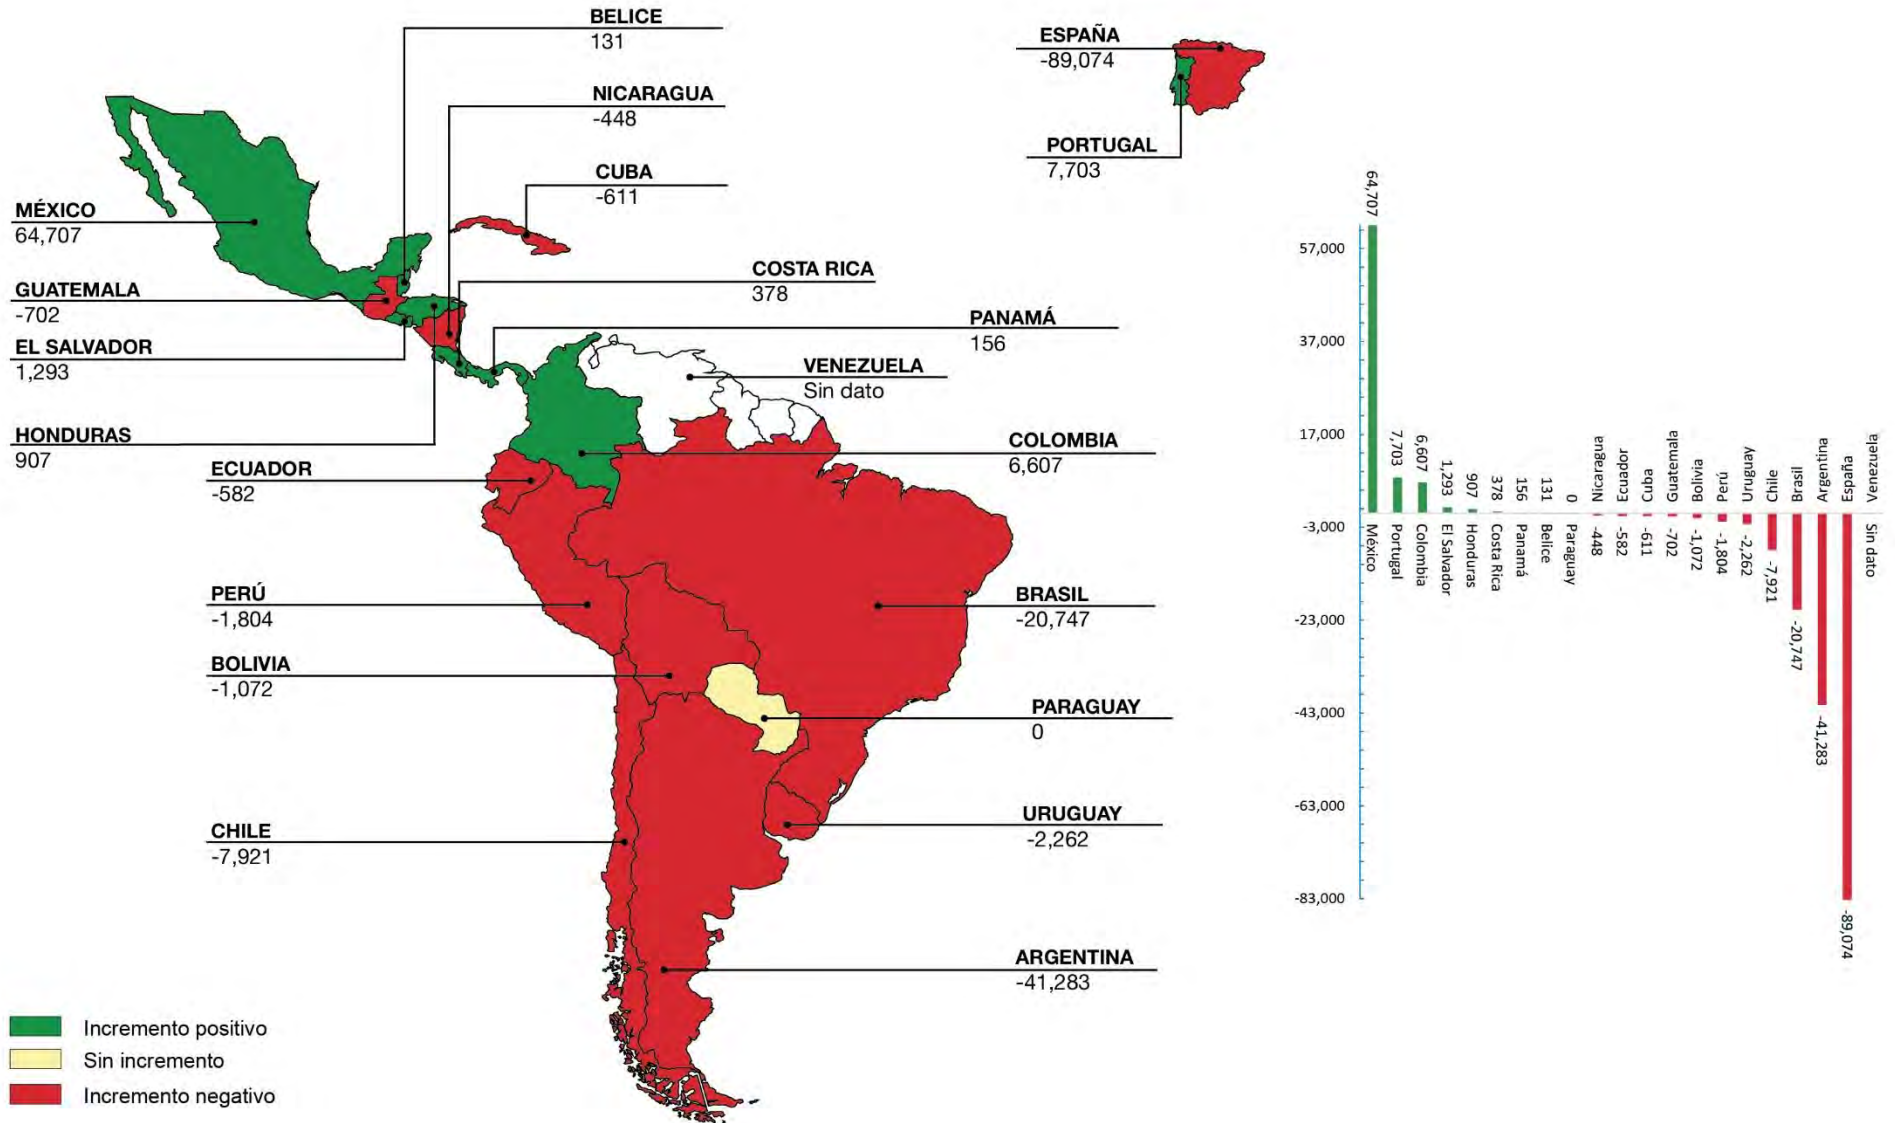 BELICE
131
NICARAGUA
-448
CUBA
-611
MÉXICO
64,707
GUATEMALA
-702
COSTA RICA
378
PANAMÁ
156
EL SALVADOR
1,293
VENEZUELA
Sin dato
HONDURAS
907
COLOMBIA
6,607
ECUADOR
-582
PERÚ
-1,804
BRASIL
-20,747
BOLIVIA
-1,072
PARAGUAY
0
CHILE
-7,921
URUGUAY
-2,262
ARGENTINA
-41,283
ESPAÑA
-89,074
PORTUGAL
7,703
Incremento positivo
Sin incremento
Incremento negativo
57,000
37,000
17,000
-3,000
-23,000
-43,000
-63,000
-83,000
64,707
México
7,703
Portugal
6,607
Colombia
1,293
El Salvador
907
Honduras
378
Costa Rica
156
Panamá
131
Belice
0
Paraguay
Nicaragua
-448
Ecuador
-582
Cuba
-611
Guatemala
-702
Bolivia
-1,072
Perú
-1,804
Uruguay
-2,262
Chile
-7,921
Brasil
-20,747
Argentina
-41,283
España
-89,074
Venezuela
Sin dato